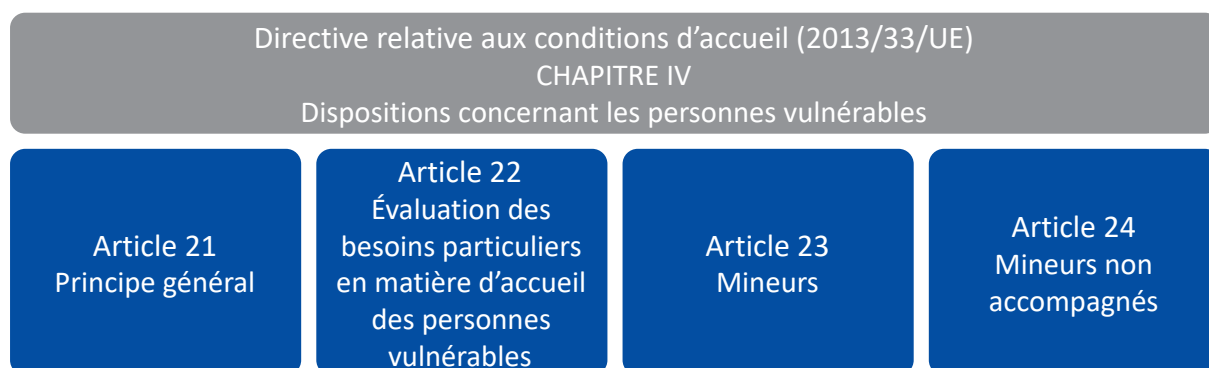 Directive relative aux conditions d’accueil (2013/33/UE)
CHAPITRE IV
Dispositions concernant les personnes vulnérables
Article 21
Principe général
Article 22
Évaluation des
besoins particuliers
en matière d’accueil
des personnes
vulnérables
Article 23
Mineurs
Article 24
Mineurs non
accompagnés